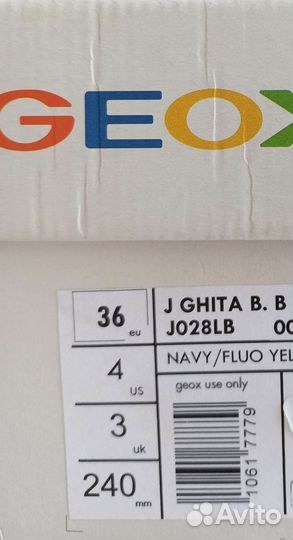 GEOX
36 eu
4 US
3 uk
240 mm
J GHITA B. B
J028LB 00
NAVY/FLUO YEL
geox use only
10617779
Avito